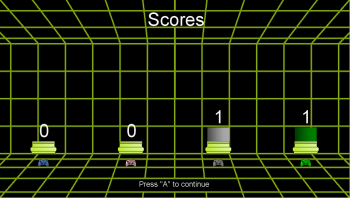 Scores
0 0 1 1
Press "A" to continue